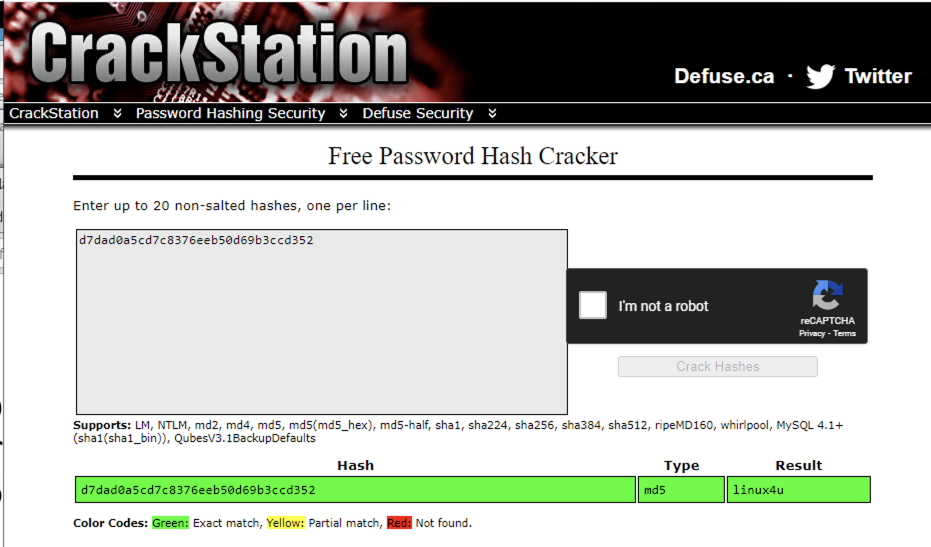 CrackStation
Defuse.ca · Twitter
CrackStation Password Hashing Security Defuse Security
Free Password Hash Cracker
Enter up to 20 non-salted hashes, one per line:
d7dad0a5cd7c8376eeb50d69b3ccd352
I'm not a robot
reCAPTCHA
Privacy - Terms
Crack Hashes
Supports: LM, NTLM, md2, md4, md5, md5(md5_hex), md5-half, sha1, sha224, sha256, sha384, sha512, ripeMD160, whirlpool, MySQL 4.1+
(sha1(sha1_bin)), QubesV3.1BackupDefaults
Hash Type Result
d7dad0a5cd7c8376eeb50d69b3ccd352 md5 linux4u
Color Codes: Green: Exact match, Yellow: Partial match, Red: Not found.